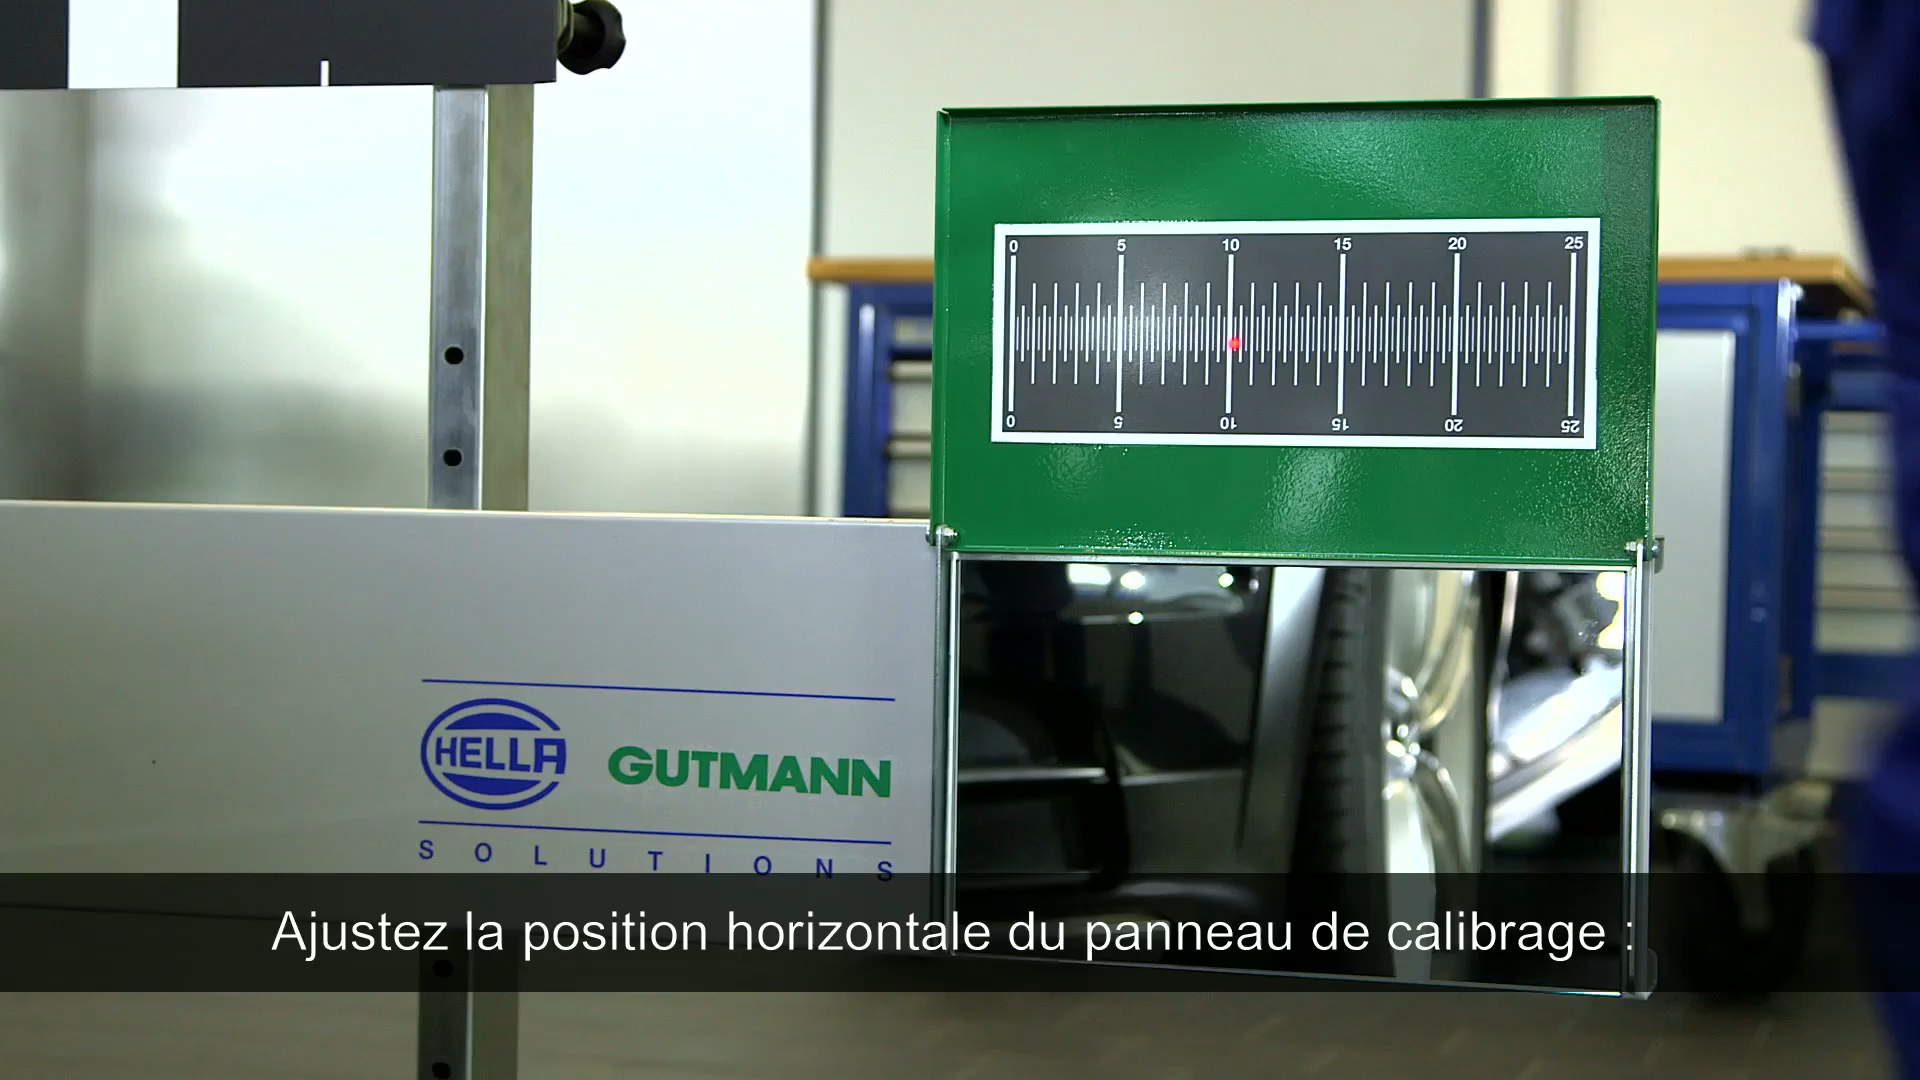 0 5 10 15 20 25
0 5 10 15 20 25
HELLA GUTMANN
SOLUTIONS
Ajustez la position horizontale du panneau de calibrage :